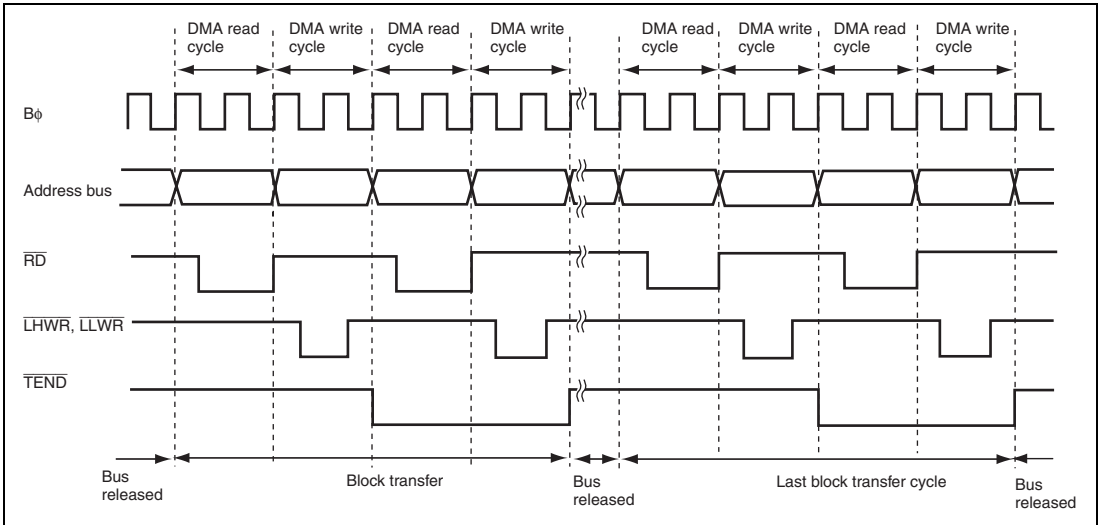 DMA read cycle
DMA write cycle
DMA read cycle
DMA write cycle
DMA read cycle
DMA write cycle
DMA read cycle
DMA write cycle
Bϕ
Address bus
RD
LHWR, LLWR
TEND
Bus released
Block transfer
Bus released
Last block transfer cycle
Bus released